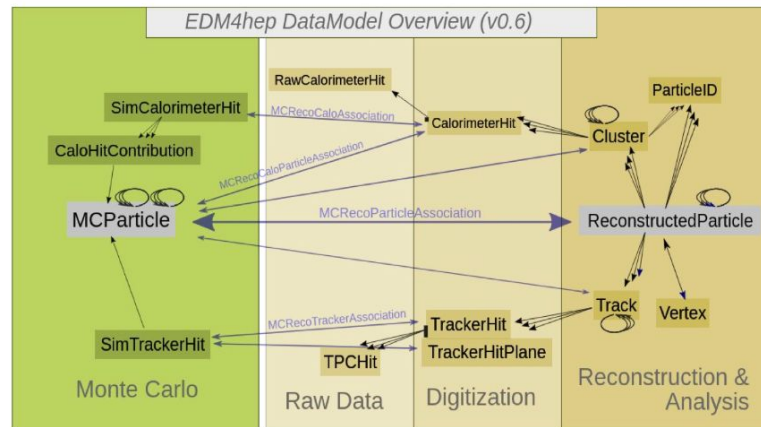 EDM4hep DataModel Overview (v0.6)
RawCalorimeterHit
ParticleID
SimCalorimeterHit
MCRecoCaloAssociation
CalorimeterHit
Cluster
CaloHitContribution
MCRecoCaloParticleAssociation
MCParticle
MCRecoParticleAssociation
ReconstructedParticle
MCRecoTrackerAssociation
TrackerHit
Track
Vertex
SimTrackerHit
TPCHit
TrackerHitPlane
Monte Carlo
Raw Data
Digitization
Reconstruction &
Analysis